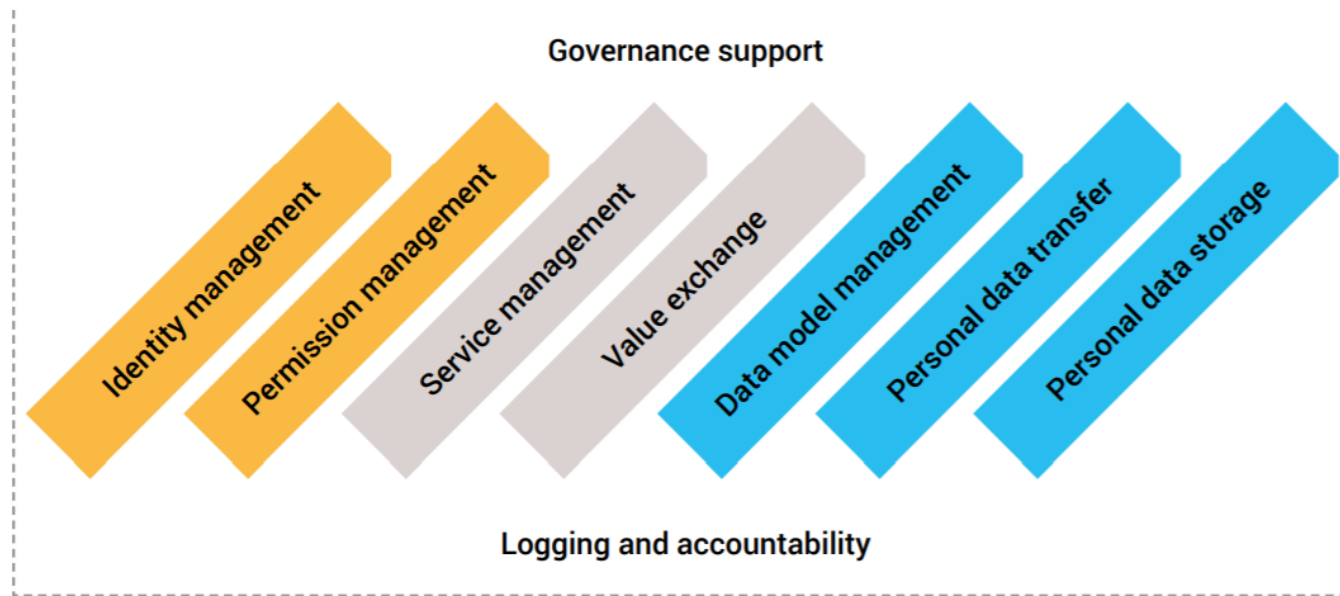 Governance support
Identity management
Permission management
Service management
Value exchange
Data model management
Personal data transfer
Personal data storage
Logging and accountability